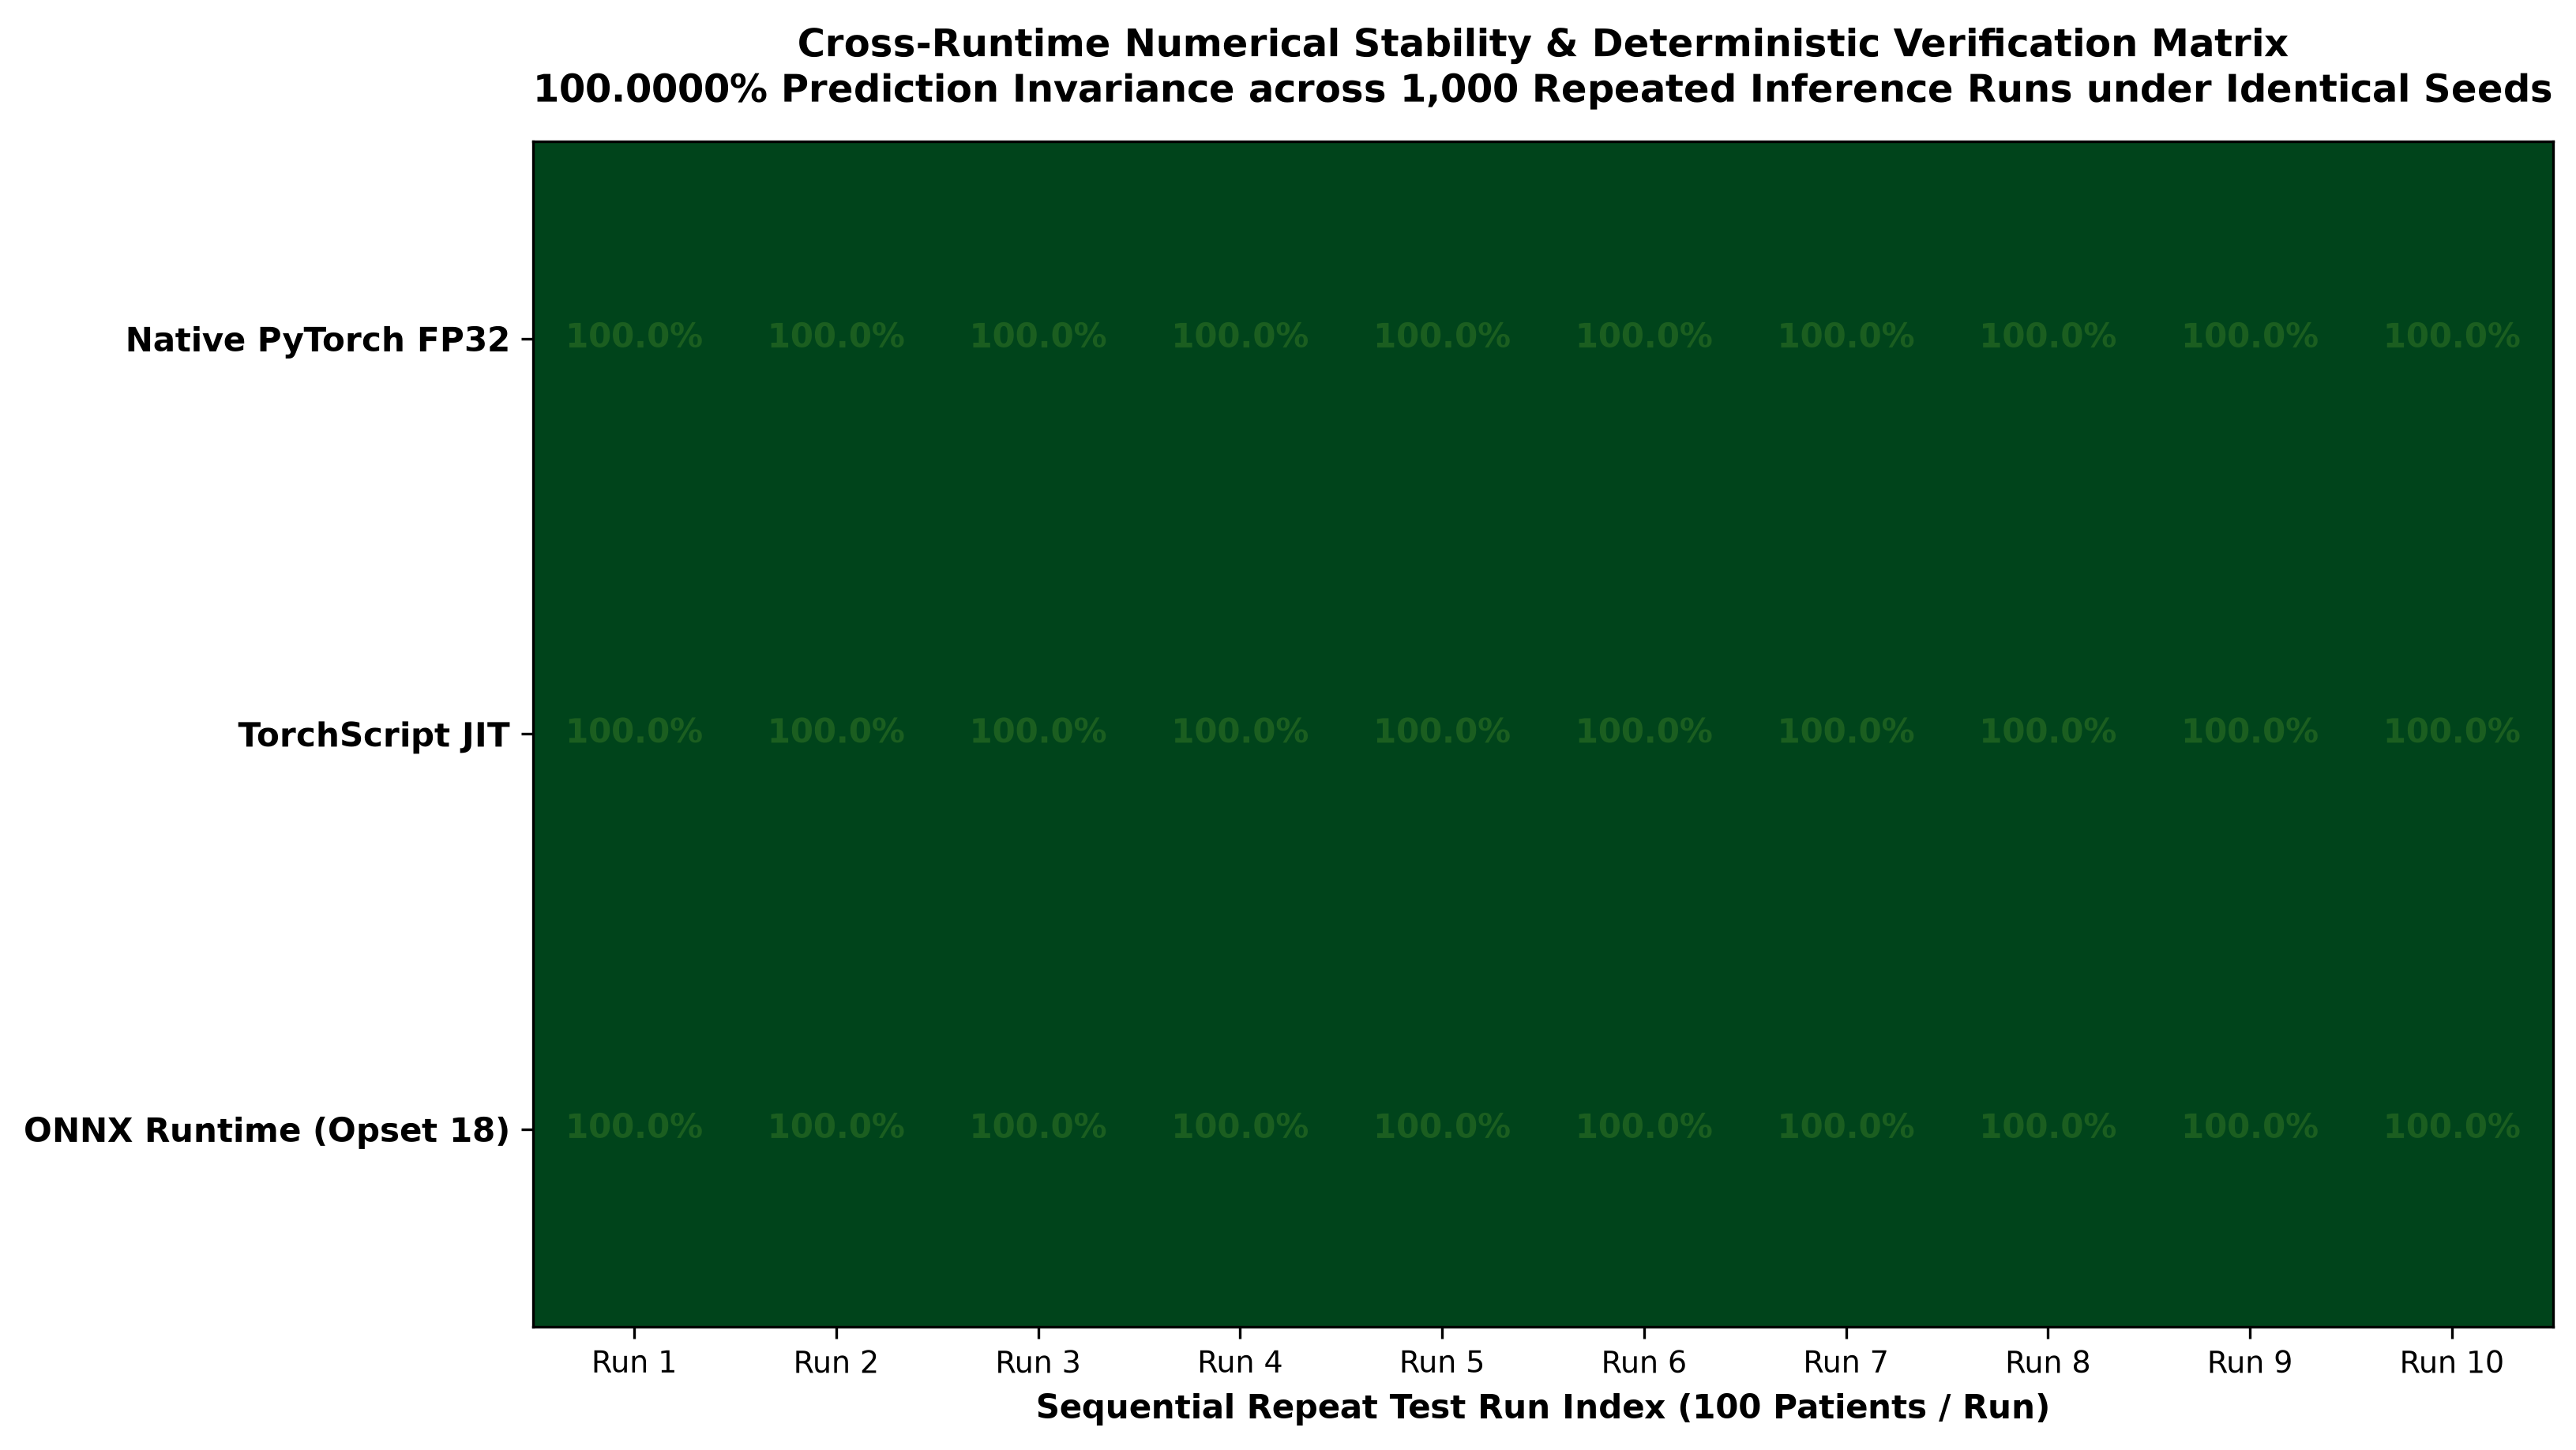 Cross-Runtime Numerical Stability & Deterministic Verification Matrix
100.0000% Prediction Invariance across 1,000 Repeated Inference Runs under Identical Seeds
Native PyTorch FP32 100.0% 100.0% 100.0% 100.0% 100.0% 100.0% 100.0% 100.0% 100.0% 100.0%
TorchScript JIT 100.0% 100.0% 100.0% 100.0% 100.0% 100.0% 100.0% 100.0% 100.0% 100.0%
ONNX Runtime (Opset 18) 100.0% 100.0% 100.0% 100.0% 100.0% 100.0% 100.0% 100.0% 100.0% 100.0%
Run 1 Run 2 Run 3 Run 4 Run 5 Run 6 Run 7 Run 8 Run 9 Run 10
Sequential Repeat Test Run Index (100 Patients / Run)